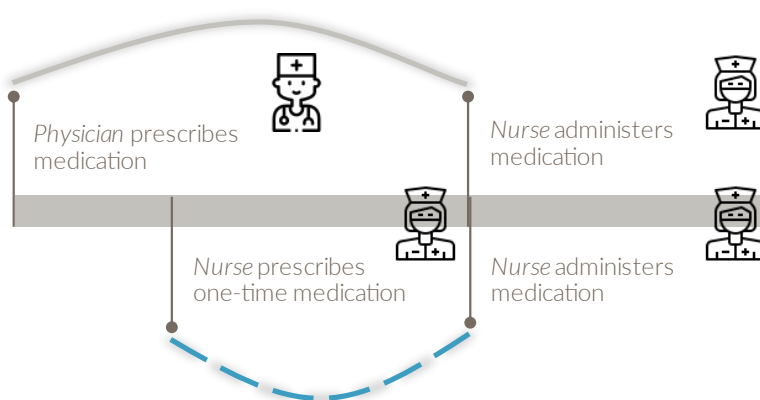 Physician prescribes
medication
Nurse administers
medication
Nurse prescribes
one-time medication
Nurse administers
medication